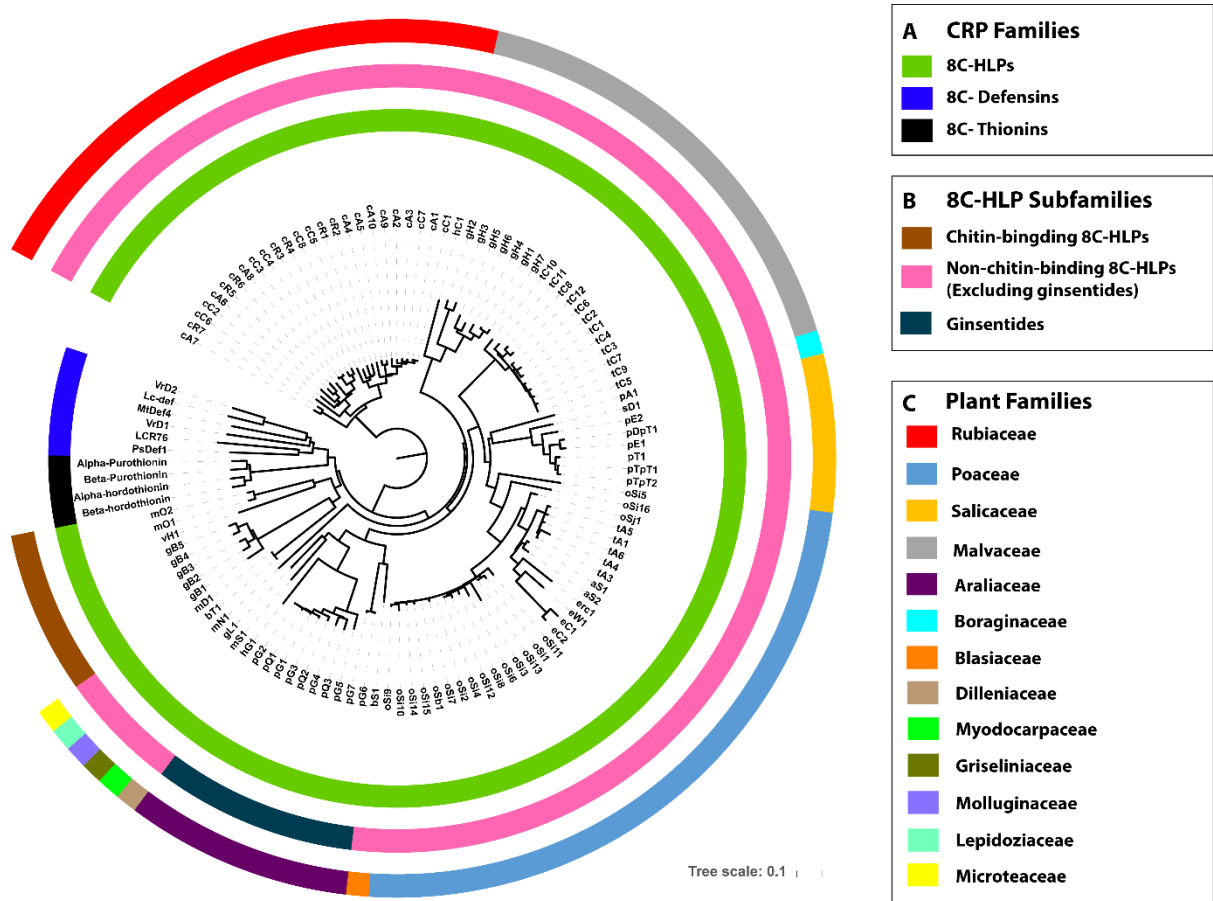 A CRP Families
8C-HLPs
8C- Defensins
8C- Thionins
B 8C-HLP Subfamilies
Chitin-bingding 8C-HLPs
Non-chitin-binding 8C-HLPs
(Excluding ginsentides)
Ginsentides
C Plant Families
Rubiaceae
Poaceae
Salicaceae
Malvaceae
Araliaceae
Boraginaceae
Blasiaceae
Dilleniaceae
Myodocarpaceae
Griseliniaceae
Molluginaceae
Lepidoziaceae
Microteaceae
cA7
cR7
cC6
cC2
cA6
cR5
cR6
cA8
cC3
cC4
cR3
cR4
cC8
cC5
cR1
cR2
cA4
cA5
cA10
cA9
cA2
cA3
cC7
cA1
cC1
hC1
gH2
gH3
gH5
gH6
gH4
gH1
gH7
tC10
tC4
tC3
tC7
tC9
tC5
pA1
sD1
pE2
pDpT1
pE1
pT1
pTpT1
pTpT2
oSi5
oSi16
oSj1
tA5
tA1
tA6
tA4
tA3
aS1
aS2
erc1
eW1
eC1
eC2
oSi11
oSi1
oSi13
oSi3
oSi6
oSi8
oSi12
oSi4
oSi2
oSi7
oSb1
oSi15
oSi14
oSi10
oSi9
bS1
pG6
pG7
pG5
pQ3
pG4
pQ2
pG3
pG1
pQ1
pG2
hG1
mS1
gL1
mN1
bT1
mD1
gB1
gB2
gB3
gB4
gB5
vH1
mO1
mO2
Beta-hordothionin
Alpha-hordothionin
Beta-Purothionin
Alpha-Purothionin
PsDef1
LCR76
VrD1
MtDef4
Lc-def
VrD2
Tree scale: 0.1